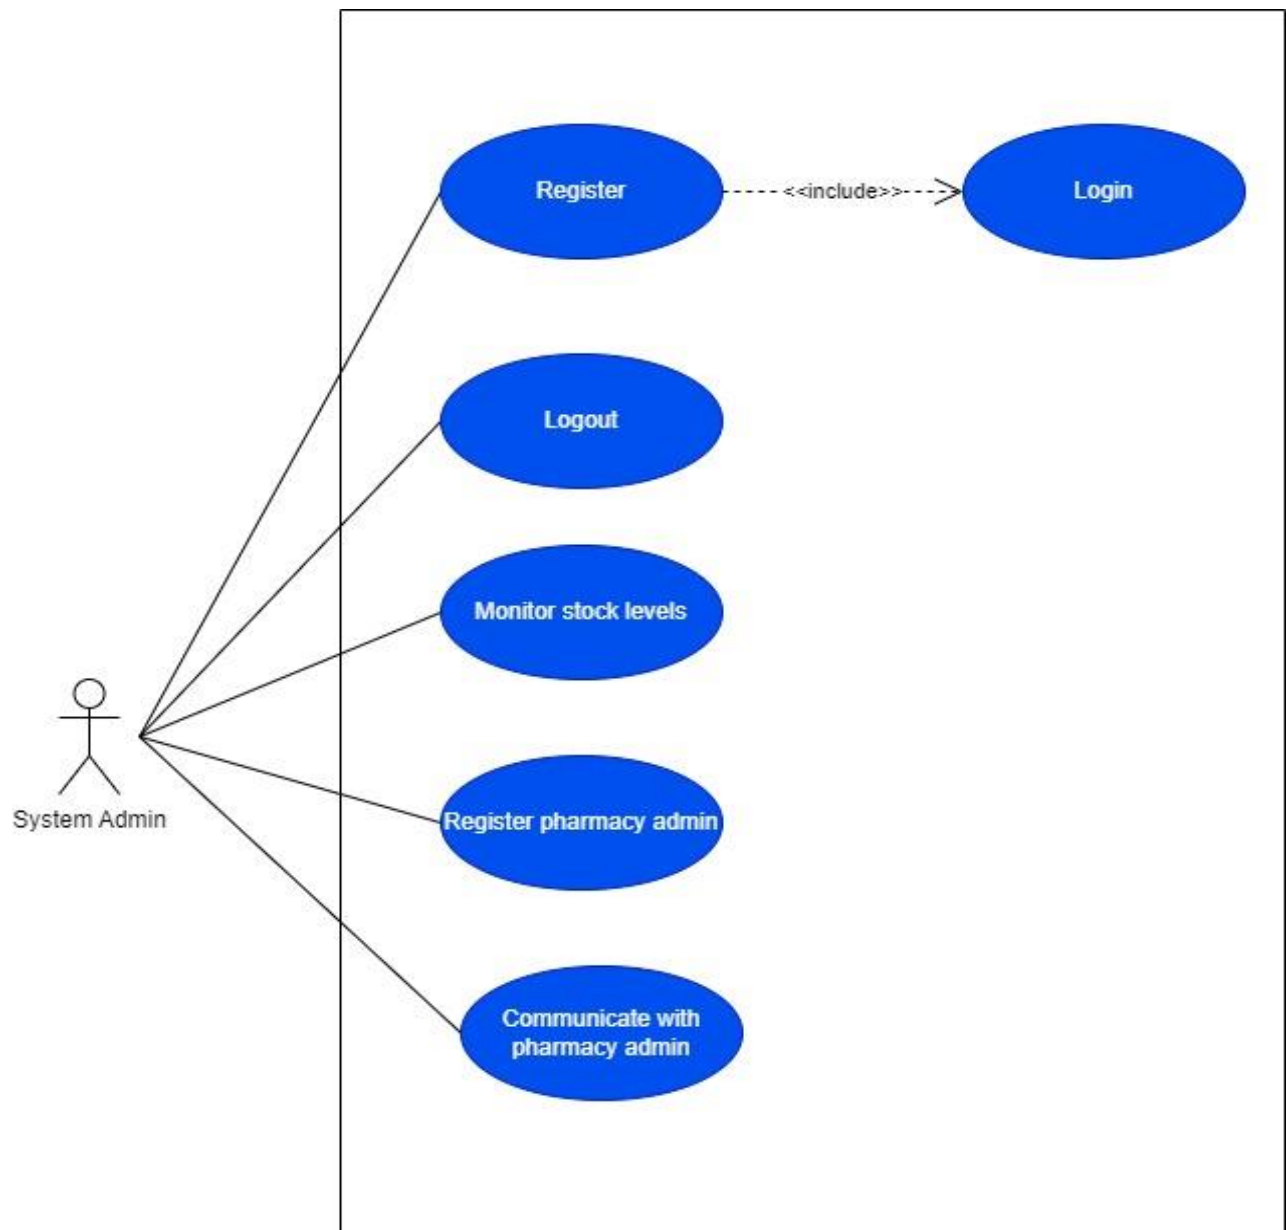 Register
<<include>>
Login
Logout
Monitor stock levels
System Admin
Register pharmacy admin
Communicate with
pharmacy admin